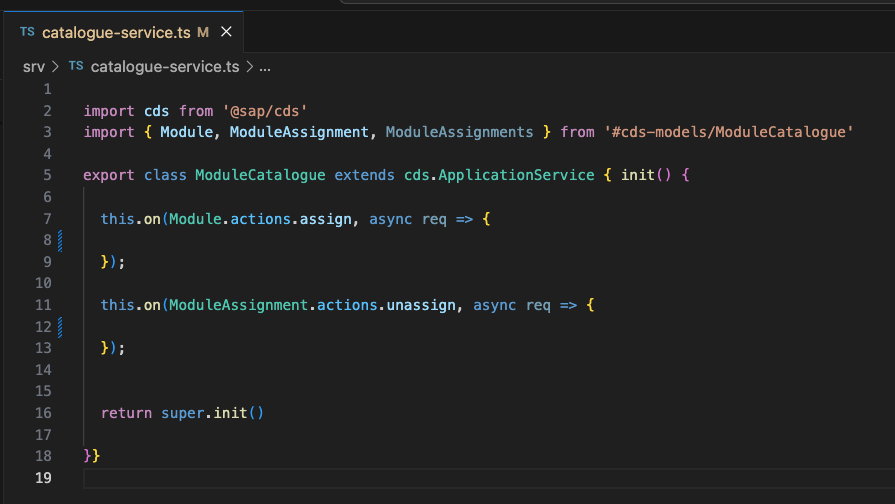 TS catalogue-service.ts M ×
srv > TS catalogue-service.ts > ...
1
2 import cds from '@sap/cds'
3 import { Module, ModuleAssignment, ModuleAssignments } from '#cds-models/ModuleCatalogue'
4
5 export class ModuleCatalogue extends cds.ApplicationService { init() {
6
7 this.on(Module.actions.assign, async req => {
8
9 });
10
11 this.on(ModuleAssignment.actions.unassign, async req => {
12
13 });
14
15
16 return super.init()
17
18 }}
19